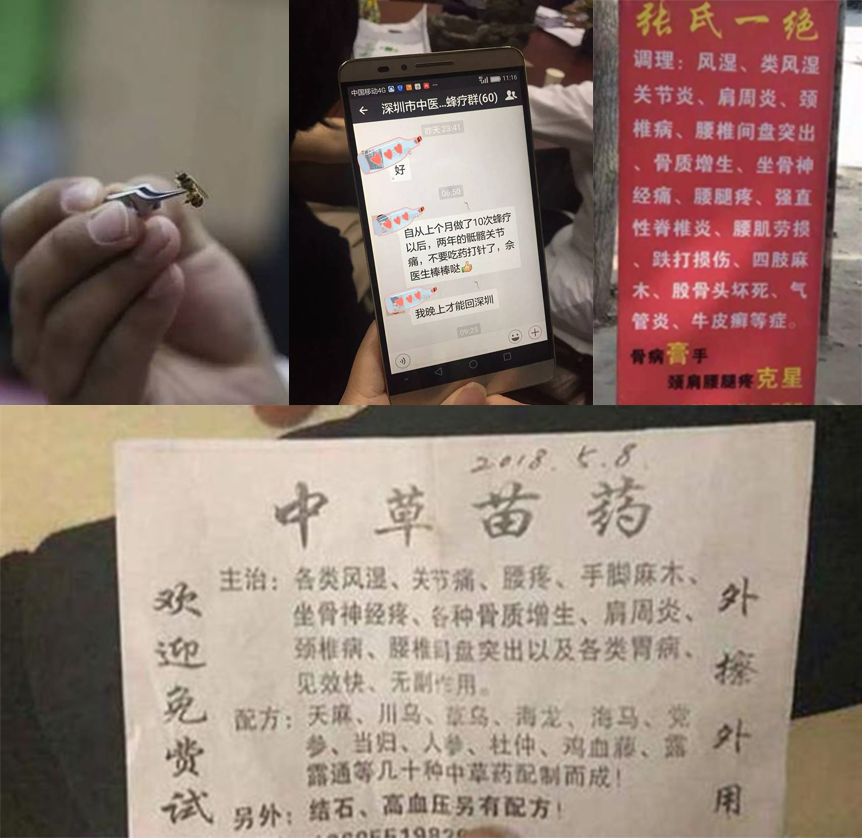 中国移动4G
11:16
深圳市中医...蜂疗群(60)
昨天 23:41
好
06:50
自从上个月做了10次蜂疗
以后，两年的骶髂关节
痛，不要吃药打针了，佘
医生棒棒哒
我晚上才能回深圳
09:25
张氏一绝
调理：风湿、类风湿
关节炎、肩周炎、颈
椎病、腰椎间盘突出
、骨质增生、坐骨神
经痛、腰腿疼、强直
性脊椎炎、腰肌劳损
、跌打损伤、四肢麻
木、股骨头坏死、气
管炎、牛皮癣等症。
骨病膏手
颈肩腰腿疼克星
2018.5.8.
中草苗药
欢迎免费试
主治：各类风湿、关节痛、腰疼、手脚麻木、
坐骨神经疼、各种骨质增生、肩周炎、
颈椎病、腰椎间盘突出以及各类胃病、
见效快、无副作用。
配方：天麻、川乌、草乌、海龙、海马、党
参、当归、人参、杜仲、鸡血藤、露
露通等几十种中草药配制而成！
另外：结石、高血压另有配方！
外擦外用